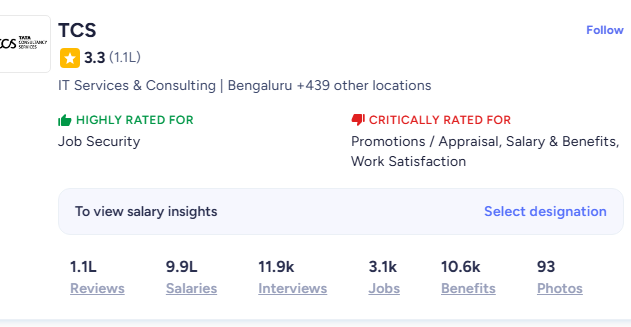 TCS
Follow
TATA
CONSULTANCY
SERVICES
3.3 (1.1L)
IT Services & Consulting | Bengaluru +439 other locations
HIGHLY RATED FOR
CRITICALLY RATED FOR
Job Security
Promotions / Appraisal, Salary & Benefits,
Work Satisfaction
To view salary insights
Select designation
1.1L 9.9L 11.9k 3.1k 10.6k 93
Reviews Salaries Interviews Jobs Benefits Photos